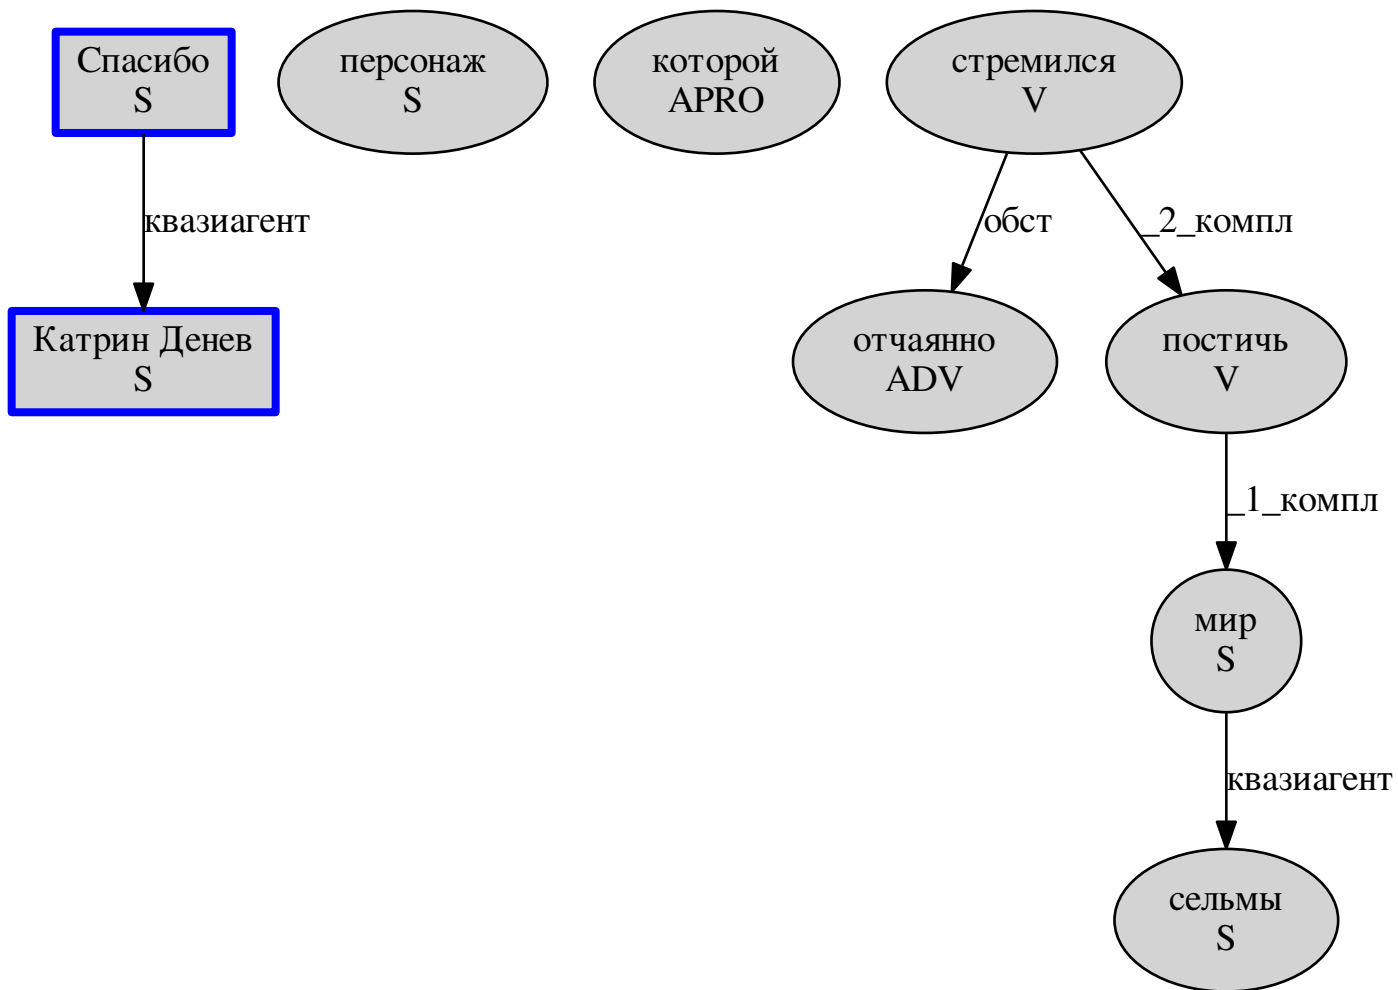 Спасибо
S
персонаж
S
которой
APRO
стремился
V
квазиагент
обст
_2_компл
Катрин Денев
S
отчаянно
ADV
постичь
V
_1_компл
мир
S
квазиагент
сельмы
S